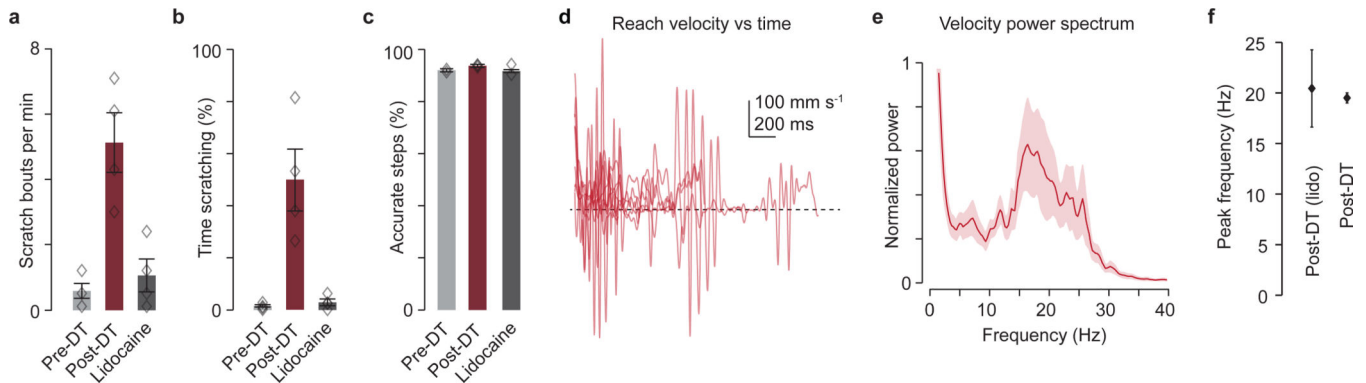 a
Scratch bouts per min
8
0
Pre-DT
Post-DT
Lidocaine
b
Time scratching (%)
100
0
Pre-DT
Post-DT
Lidocaine
c
Accurate steps (%)
100
0
Pre-DT
Post-DT
Lidocaine
d
Reach velocity vs time
100 mm s⁻¹
200 ms
e
Velocity power spectrum
Normalized power
1
0
0 10 20 30 40
Frequency (Hz)
f
Peak frequency (Hz)
25
20
15
10
5
0
Post-DT (lido)
Post-DT